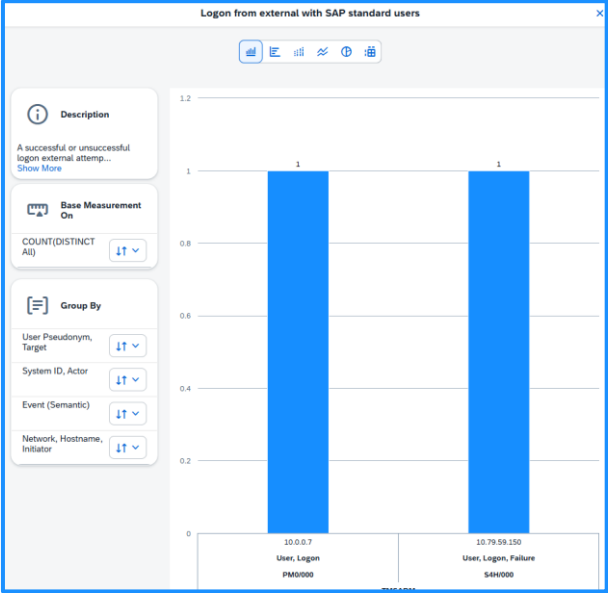 Logon from external with SAP standard users
Description
A successful or unsuccessful
logon external attemp...
Show More
Base Measurement
On
COUNT(DISTINCT
All)
Group By
User Pseudonym,
Target
System ID, Actor
Event (Semantic)
Network, Hostname,
Initiator
1.2
1
0.8
0.6
0.4
0.2
0
1
1
10.0.0.7
10.79.59.150
User, Logon
User, Logon, Failure
PM0/000
S4H/000